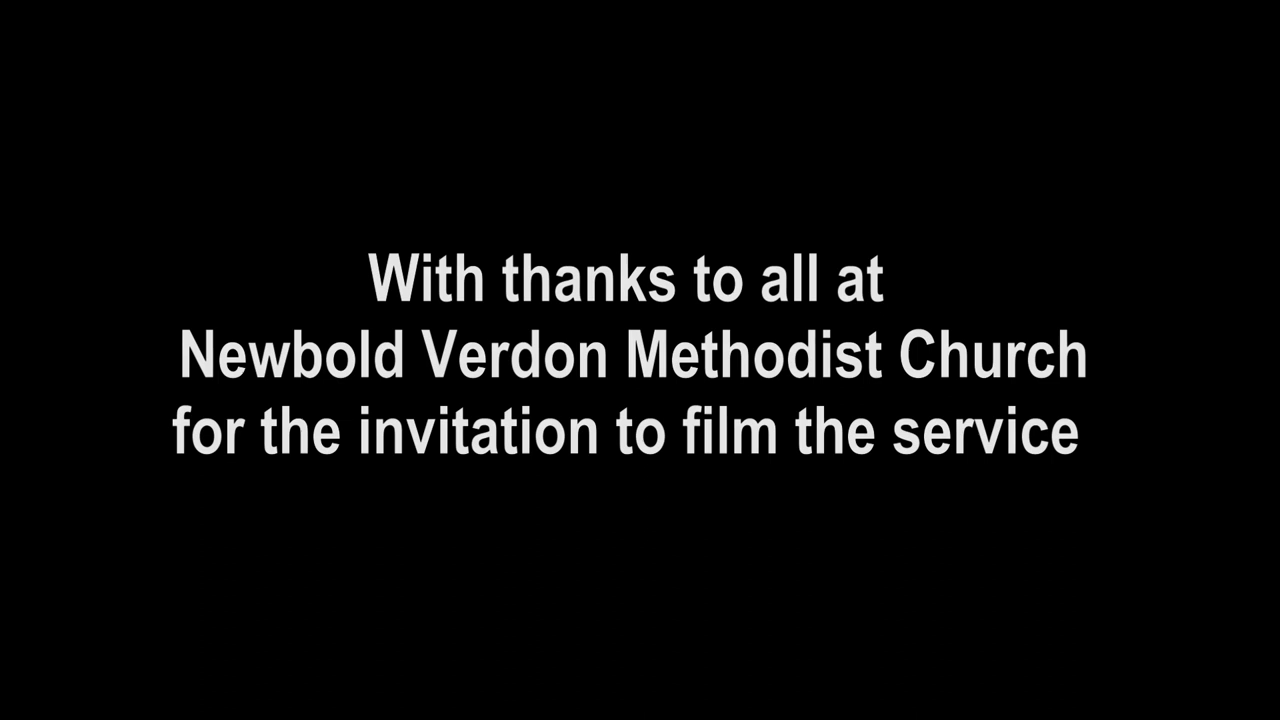 With thanks to all at
Newbold Verdon Methodist Church
for the invitation to film the service